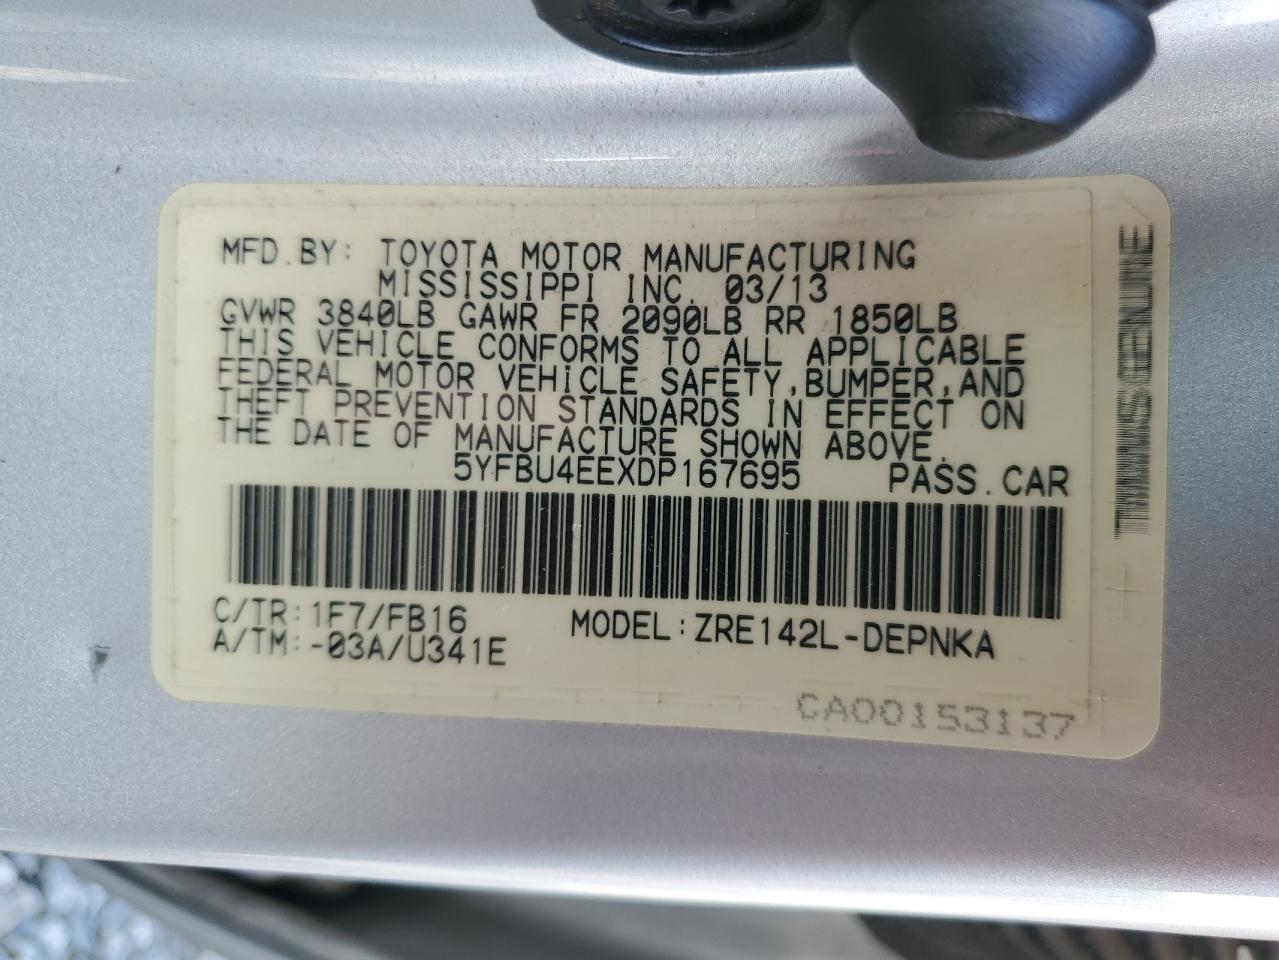 MFD.BY: TOYOTA MOTOR MANUFACTURING
MISSISSIPPI INC. 03/13
GVWR 3840LB GAWR FR 2090LB RR 1850LB
THIS VEHICLE CONFORMS TO ALL APPLICABLE
FEDERAL MOTOR VEHICLE SAFETY,BUMPER,AND
THEFT PREVENTION STANDARDS IN EFFECT ON
THE DATE OF MANUFACTURE SHOWN ABOVE.
5YFBU4EEXDP167695 PASS.CAR
C/TR:1F7/FB16 MODEL:ZRE142L-DEPNKA
A/TM:-03A/U341E
CA00153137